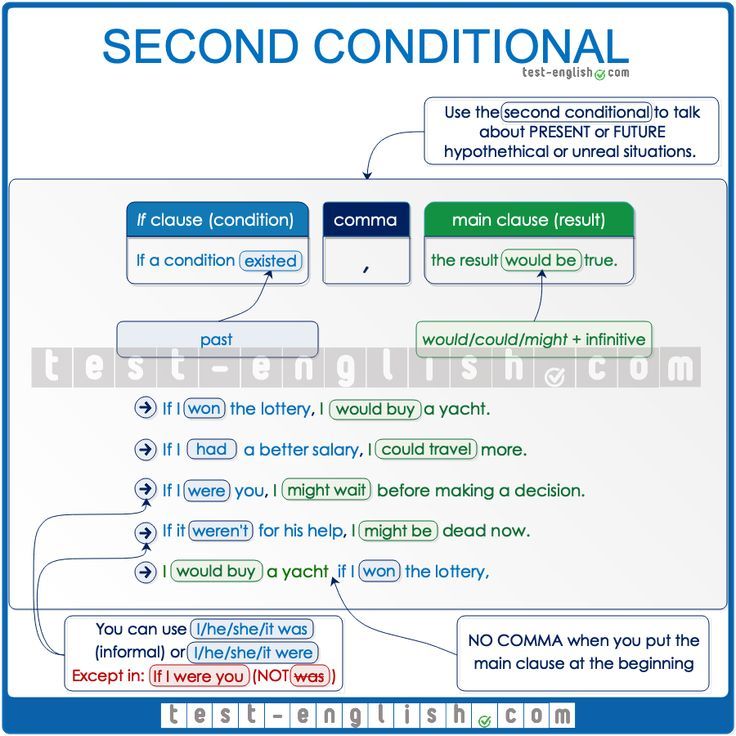 SECOND CONDITIONAL
test-english.com
Use the second conditional to talk
about PRESENT or FUTURE
hypothethical or unreal situations.
If clause (condition)
comma
main clause (result)
If a condition existed
,
the result would be true.
past
would/could/might + infinitive
test-english.com
If I won the lottery, I would buy a yacht.
If I had a better salary, I could travel more.
If I were you, I might wait before making a decision.
If it weren't for his help, I might be dead now.
I would buy a yacht if I won the lottery,
You can use I/he/she/it was
(informal) or I/he/she/it were
Except in: If I were you (NOT was)
NO COMMA when you put the
main clause at the beginning
test-english.com